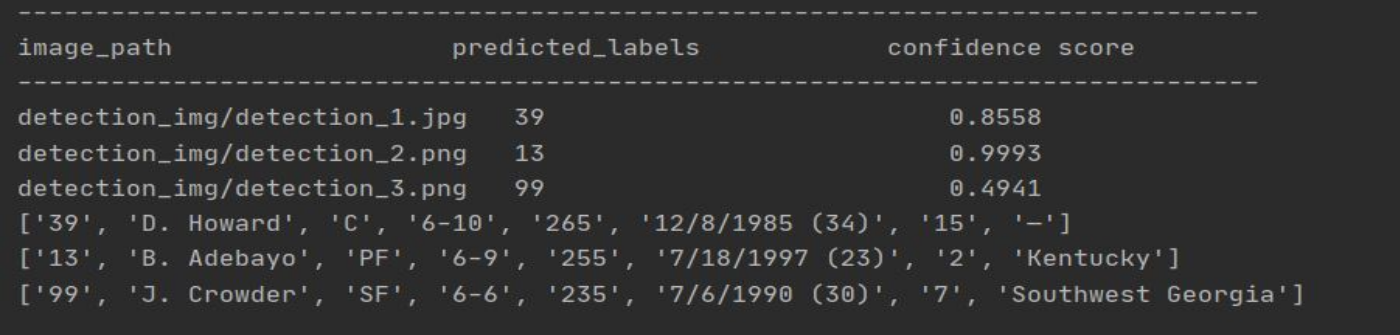 --------------------------------------------------------------------------------
image_path                  predicted_labels            confidence score
--------------------------------------------------------------------------------
detection_img/detection_1.jpg   39                          0.8558
detection_img/detection_2.png   13                          0.9993
detection_img/detection_3.png   99                          0.4941
['39', 'D. Howard', 'C', '6-10', '265', '12/8/1985 (34)', '15', '—']
['13', 'B. Adebayo', 'PF', '6-9', '255', '7/18/1997 (23)', '2', 'Kentucky']
['99', 'J. Crowder', 'SF', '6-6', '235', '7/6/1990 (30)', '7', 'Southwest Georgia']